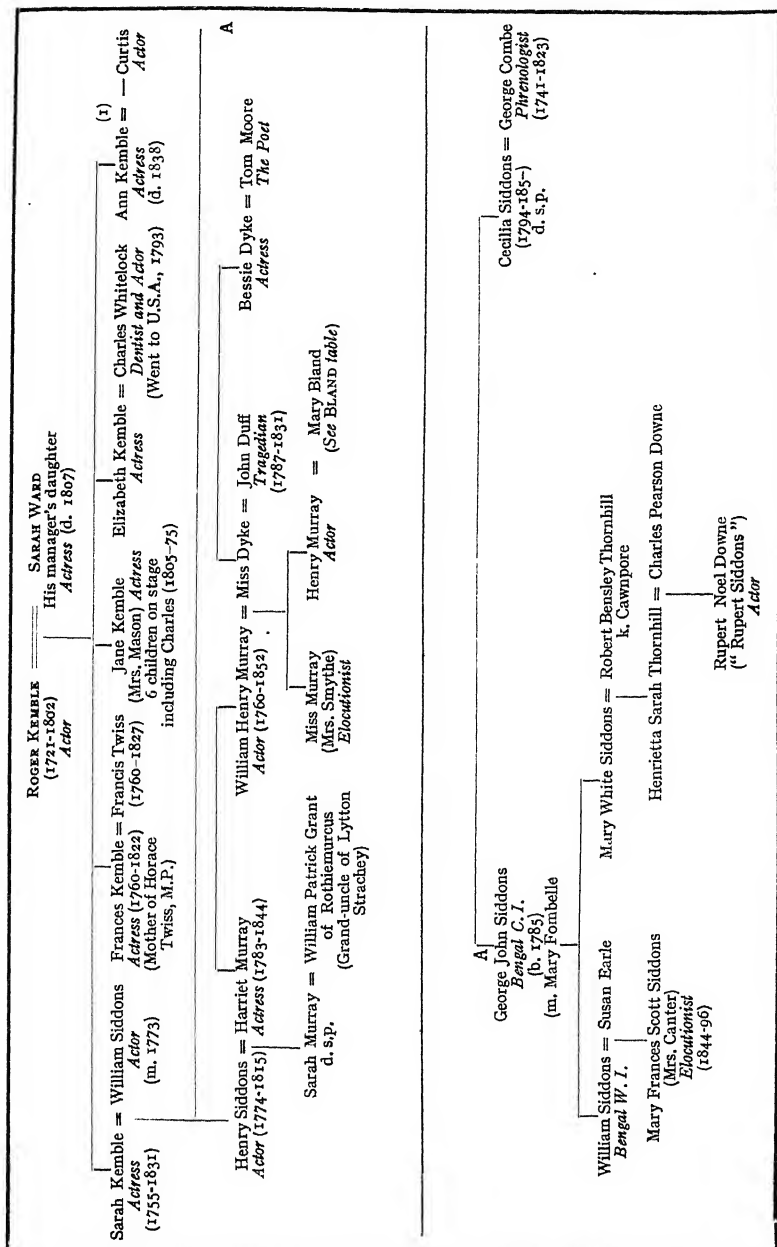 ROGER KEMBLE = SARAH WARD
(1721-1802)
Actor
His manager's daughter
Actress (d. 1807)
Sarah Kemble = William Siddons
Actress
(1755-1831)
Actor
(m. 1773)
Frances Kemble = Francis Twiss
Actress (1760-1822)
(1760-1827)
(Mother of Horace
Twiss, M.P.)
Jane Kemble
(Mrs. Mason) Actress
6 children on stage
including Charles (1805-75)
Elizabeth Kemble = Charles Whitelock
Actress
Dentist and Actor
(Went to U.S.A., 1793)
(1)
Ann Kemble = — Curtis
Actress
(d. 1838)
Actor
A
Henry Siddons = Harriet Murray
Actor (1774-1815)
Actress (1783-1844)
William Henry Murray = Miss Dyke = John Duff
Actor (1760-1852)
Tragedian
(1787-1831)
Bessie Dyke = Tom Moore
Actress
The Poet
Sarah Murray = William Patrick Grant
d. s.p.
of Rothiemurcus
(Grand-uncle of Lytton
Strachey)
Miss Murray
(Mrs. Smythe)
Elocutionist
Henry Murray = Mary Bland
Actor
(See BLAND table)
A
George John Siddons
Bengal C. I.
(b. 1785)
(m. Mary Fombelle)
Cecilia Siddons = George Combe
(1794-185-)
d. s.p.
Phrenologist
(1741-1823)
William Siddons = Susan Earle
Bengal W. I.
Mary White Siddons = Robert Bensley Thornhill
k. Cawnpore
Mary Frances Scott Siddons
(Mrs. Canter)
Elocutionist
(1844-96)
Henrietta Sarah Thornhill = Charles Pearson Downe
Rupert Noel Downe
(" Rupert Siddons ")
Actor